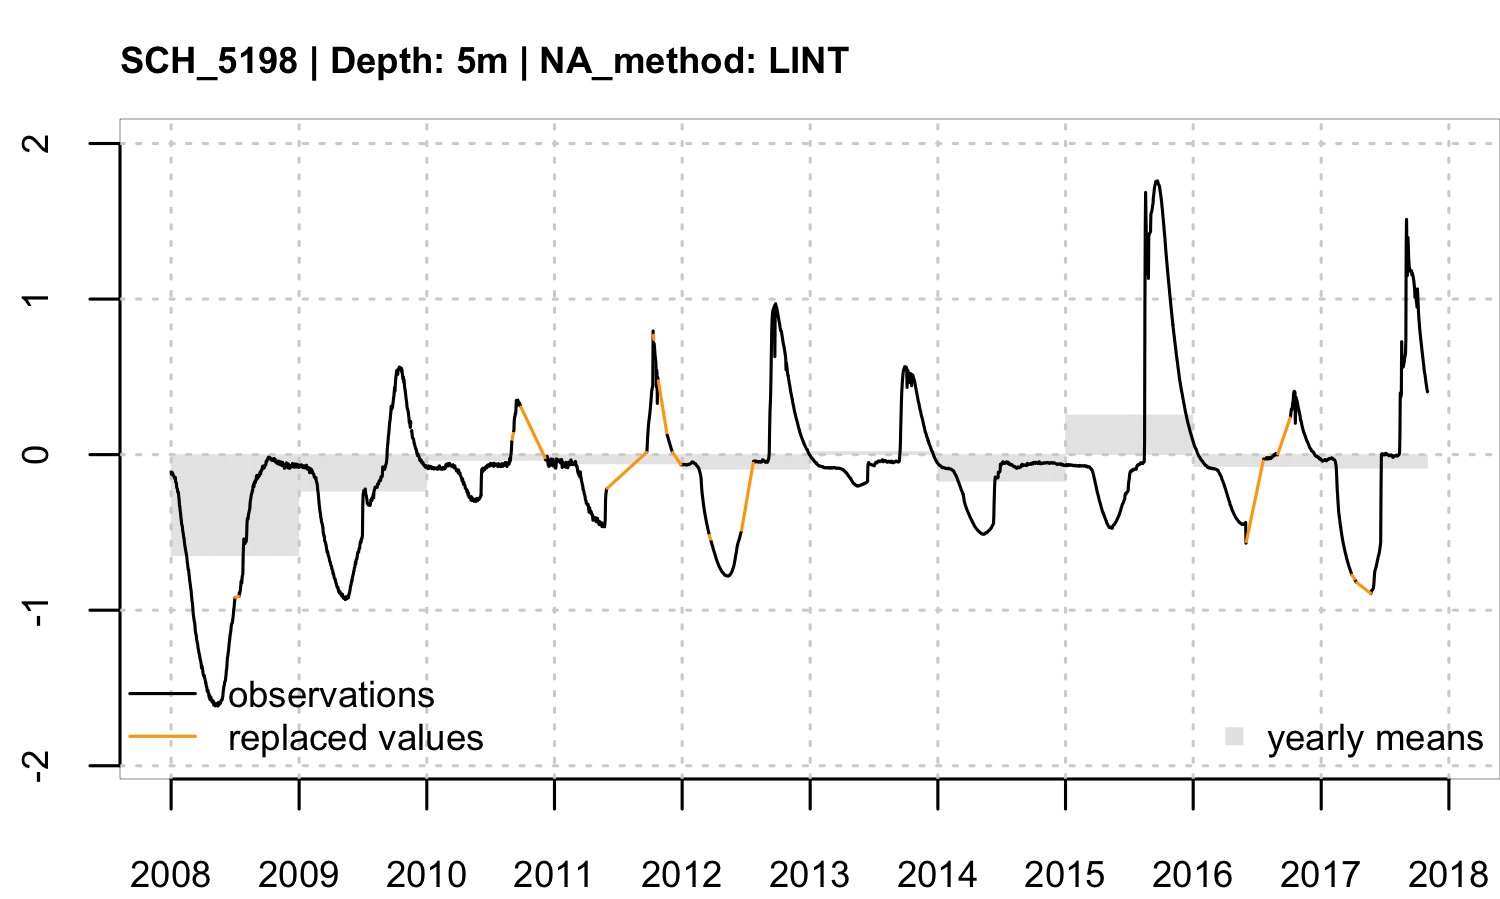 SCH_5198 | Depth: 5m | NA_method: LINT
2
1
0
-1
-2
observations
replaced values
yearly means
2008 2009 2010 2011 2012 2013 2014 2015 2016 2017 2018